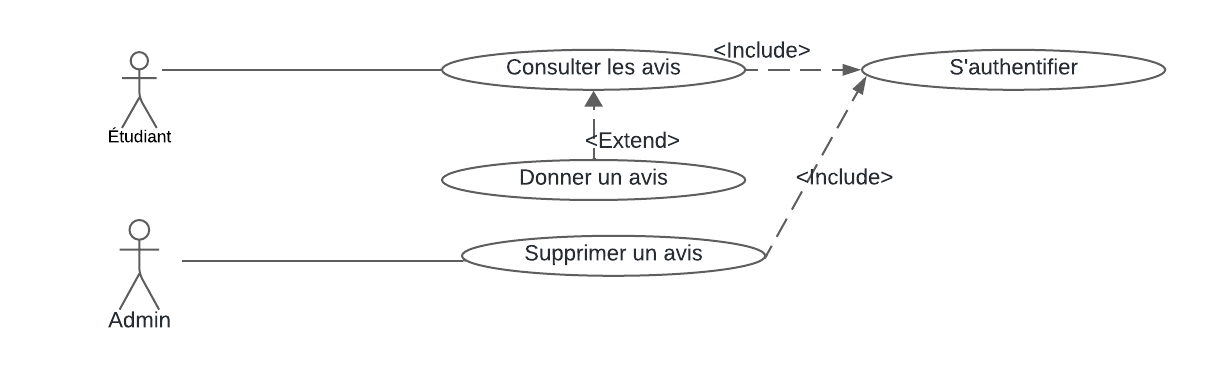 <Include>
Consulter les avis
S'authentifier
Étudiant
<Extend>
Donner un avis
<Include>
Supprimer un avis
Admin